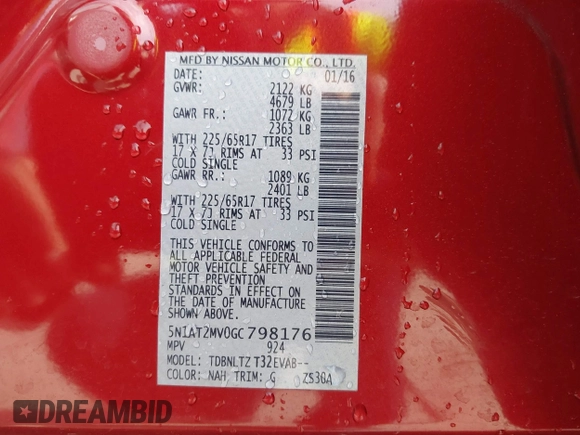 MFD BY NISSAN MOTOR CO., LTD.
DATE: 01/16
GVWR: 2122 KG
4679 LB
GAWR FR.: 1072 KG
2363 LB
WITH 225/65R17 TIRES
17 X 7J RIMS AT 33 PSI
COLD SINGLE
GAWR RR.: 1089 KG
2401 LB
WITH 225/65R17 TIRES
17 X 7J RIMS AT 33 PSI
COLD SINGLE
THIS VEHICLE CONFORMS TO
ALL APPLICABLE FEDERAL
MOTOR VEHICLE SAFETY AND
THEFT PREVENTION
STANDARDS IN EFFECT ON
THE DATE OF MANUFACTURE
SHOWN ABOVE.
5N1AT2MV0GC798176
MPV 924
MODEL: TDBNLTZ T32EVAB--
COLOR: NAH TRIM: G ZS30A
DREAMBID